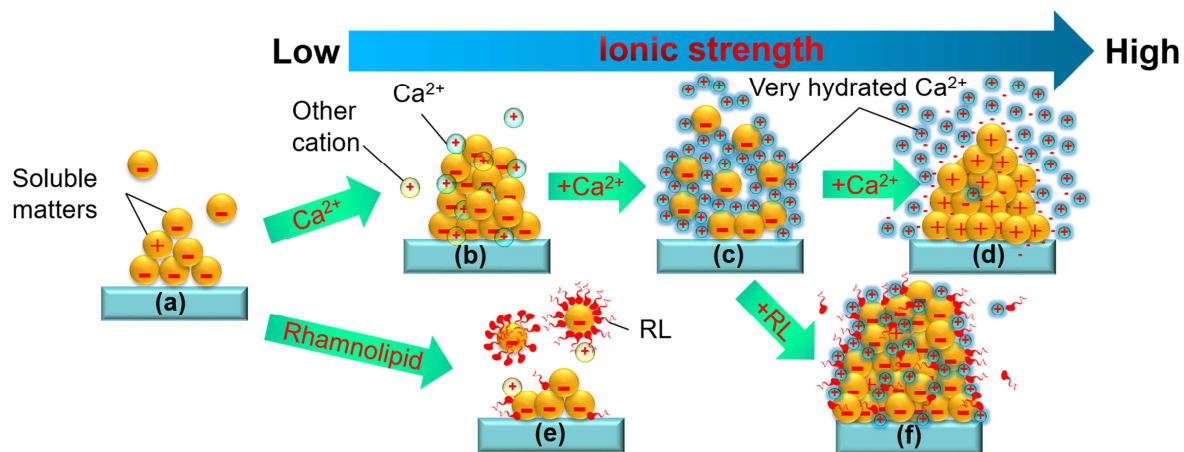 Low
Ionic strength
High
Ca²⁺
Very hydrated Ca²⁺
Other
cation
Soluble
matters
Ca²⁺
+Ca²⁺
+Ca²⁺
(a)
(b)
(c)
(d)
Rhamnolipid
RL
+RL
(e)
(f)